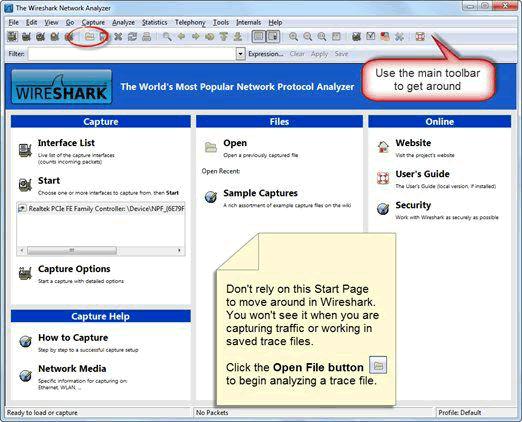 The Wireshark Network Analyzer
File Edit View Go Capture Analyze Statistics Telephony Tools Internals Help
Filter: Expression... Clear Apply Save
Use the main toolbar
to get around
WIRESHARK
The World's Most Popular Network Protocol Analyzer
Capture
Interface List
Live list of the capture interfaces
(counts incoming packets)
Start
Choose one or more interfaces to capture from, then Start
Realtek PCIe FE Family Controller: \Device\NPF_{6E79F
Capture Options
Start a capture with detailed options
Capture Help
How to Capture
Step by step to a successful capture setup
Network Media
Specific information for capturing on:
Ethernet, WLAN, ...
Files
Open
Open a previously captured file
Open Recent:
Sample Captures
A rich assortment of example capture files on the wiki
Online
Website
Visit the project's website
User's Guide
The User's Guide (local version, if installed)
Security
Work with Wireshark as securely as possible
Don't rely on this Start Page
to move around in Wireshark.
You won't see it when you are
capturing traffic or working in
saved trace files.
Click the Open File button
to begin analyzing a trace file.
Ready to load or capture
No Packets
Profile: Default